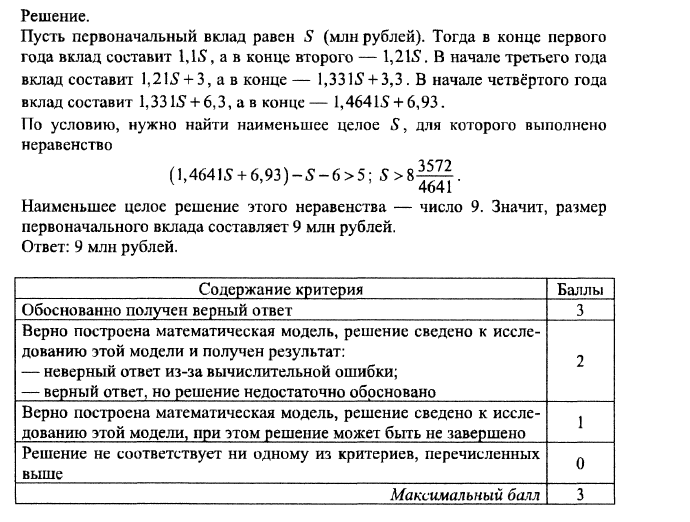 Решение.
Пусть первоначальный вклад равен S (млн рублей). Тогда в конце первого
года вклад составит 1,1S, а в конце второго — 1,21S. В начале третьего года
вклад составит 1,21S + 3, а в конце — 1,331S + 3,3. В начале четвёртого года
вклад составит 1,331S + 6,3, а в конце — 1,4641S + 6,93.
По условию, нужно найти наименьшее целое S, для которого выполнено
неравенство
(1,4641S + 6,93) − S − 6 > 5; S > 8 3572/4641.
Наименьшее целое решение этого неравенства — число 9. Значит, размер
первоначального вклада составляет 9 млн рублей.
Ответ: 9 млн рублей.
Содержание критерия Баллы
Обоснованно получен верный ответ 3
Верно построена математическая модель, решение сведено к иссле-
дованию этой модели и получен результат:
— неверный ответ из-за вычислительной ошибки;
— верный ответ, но решение недостаточно обосновано
2
Верно построена математическая модель, решение сведено к иссле-
дованию этой модели, при этом решение может быть не завершено
1
Решение не соответствует ни одному из критериев, перечисленных
выше
0
Максимальный балл 3